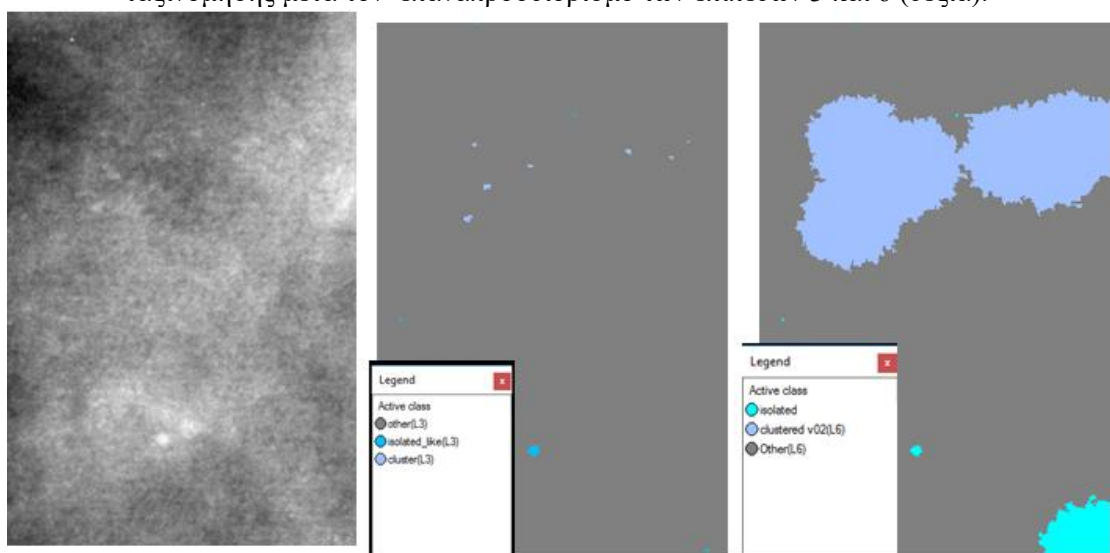 ταξινόμησης μετά τον επαναπροσδιορισμό των επιπέδων 3 και 6 (δεξιά).
Legend
x
Active class
other(L3)
isolated_like(L3)
cluster(L3)
Legend
x
Active class
isolated
clustered v02(L6)
Other(L6)